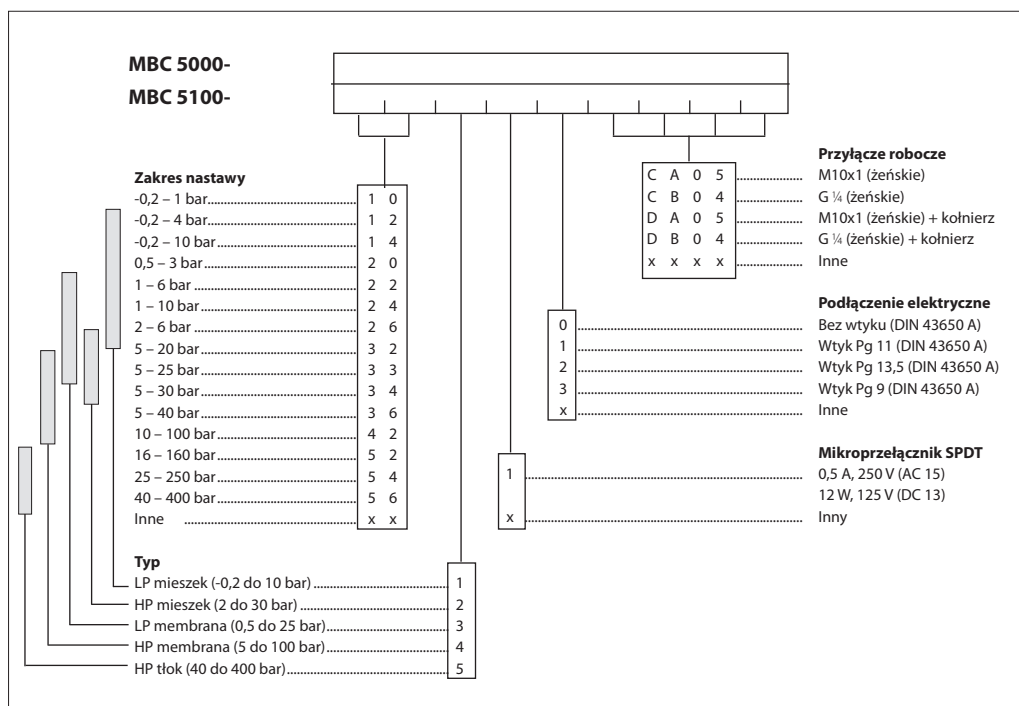 MBC 5000-
MBC 5100-
Zakres nastawy
-0,2 – 1 bar 1 0
-0,2 – 4 bar 1 2
-0,2 – 10 bar 1 4
0,5 – 3 bar 2 0
1 – 6 bar 2 2
1 – 10 bar 2 4
2 – 6 bar 2 6
5 – 20 bar 3 2
5 – 25 bar 3 3
5 – 30 bar 3 4
5 – 40 bar 3 6
10 – 100 bar 4 2
16 – 160 bar 5 2
25 – 250 bar 5 4
40 – 400 bar 5 6
Inne x x
Typ
LP mieszek (-0,2 do 10 bar) 1
HP mieszek (2 do 30 bar) 2
LP membrana (0,5 do 25 bar) 3
HP membrana (5 do 100 bar) 4
HP tłok (40 do 400 bar) 5
Przyłącze robocze
C A 0 5 M10x1 (żeńskie)
C B 0 4 G ¼ (żeńskie)
D A 0 5 M10x1 (żeńskie) + kołnierz
D B 0 4 G ¼ (żeńskie) + kołnierz
x x x x Inne
Podłączenie elektryczne
0 Bez wtyku (DIN 43650 A)
1 Wtyk Pg 11 (DIN 43650 A)
2 Wtyk Pg 13,5 (DIN 43650 A)
3 Wtyk Pg 9 (DIN 43650 A)
x Inne
Mikroprzełącznik SPDT
1 0,5 A, 250 V (AC 15)
12 W, 125 V (DC 13)
x Inny